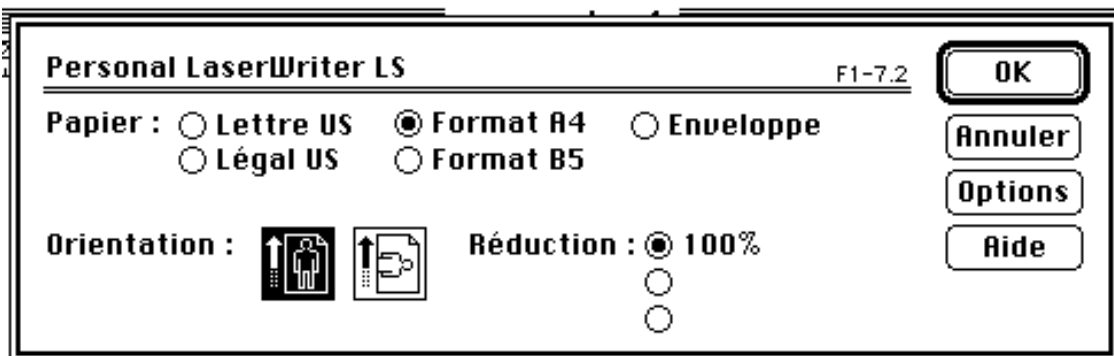 Personal LaserWriter LS F1-7.2 OK
Papier : Lettre US Format A4 Enveloppe Annuler
Légal US Format B5
Options
Orientation : Réduction : 100% Aide